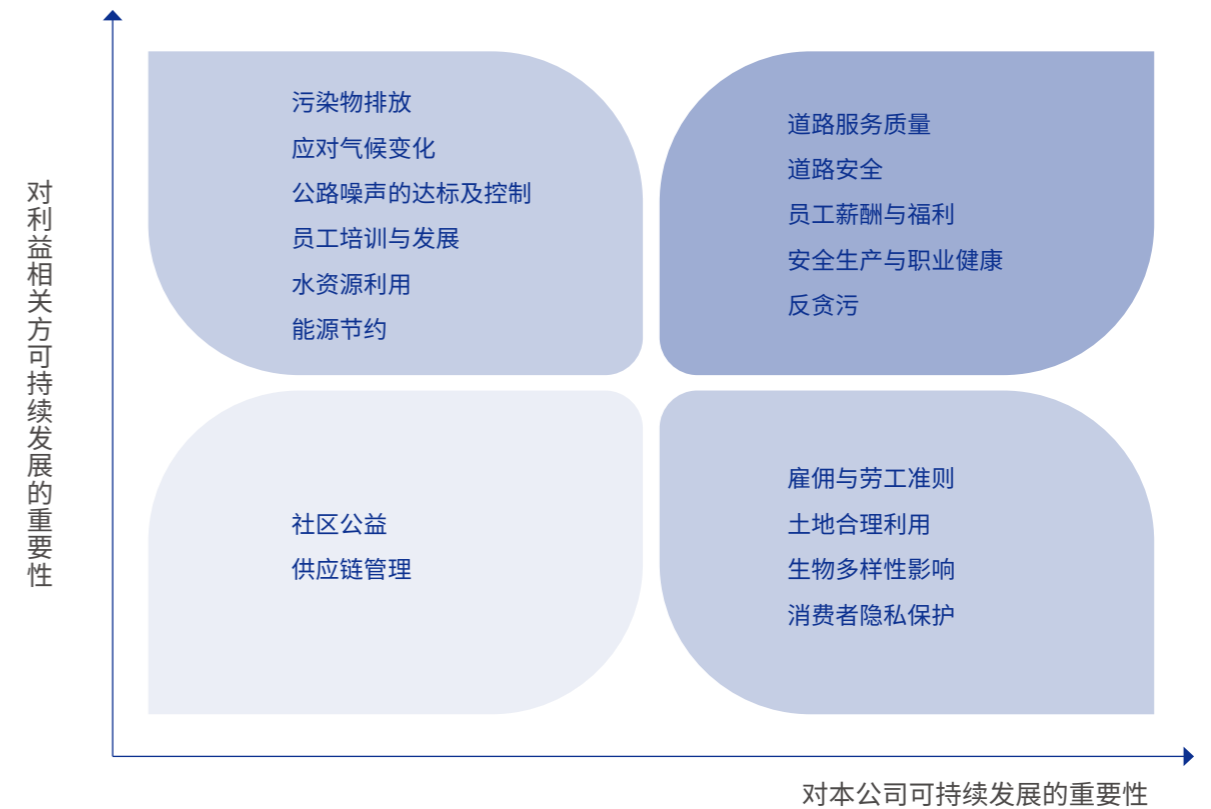 对利益相关方可持续发展的重要性
污染物排放
应对气候变化
公路噪声的达标及控制
员工培训与发展
水资源利用
能源节约
道路服务质量
道路安全
员工薪酬与福利
安全生产与职业健康
反贪污
社区公益
供应链管理
雇佣与劳工准则
土地合理利用
生物多样性影响
消费者隐私保护
对本公司可持续发展的重要性